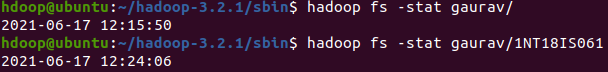 hdoop@ubuntu:~/hadoop-3.2.1/sbin$ hadoop fs -stat gaurav/
2021-06-17 12:15:50
hdoop@ubuntu:~/hadoop-3.2.1/sbin$ hadoop fs -stat gaurav/1NT18IS061
2021-06-17 12:24:06